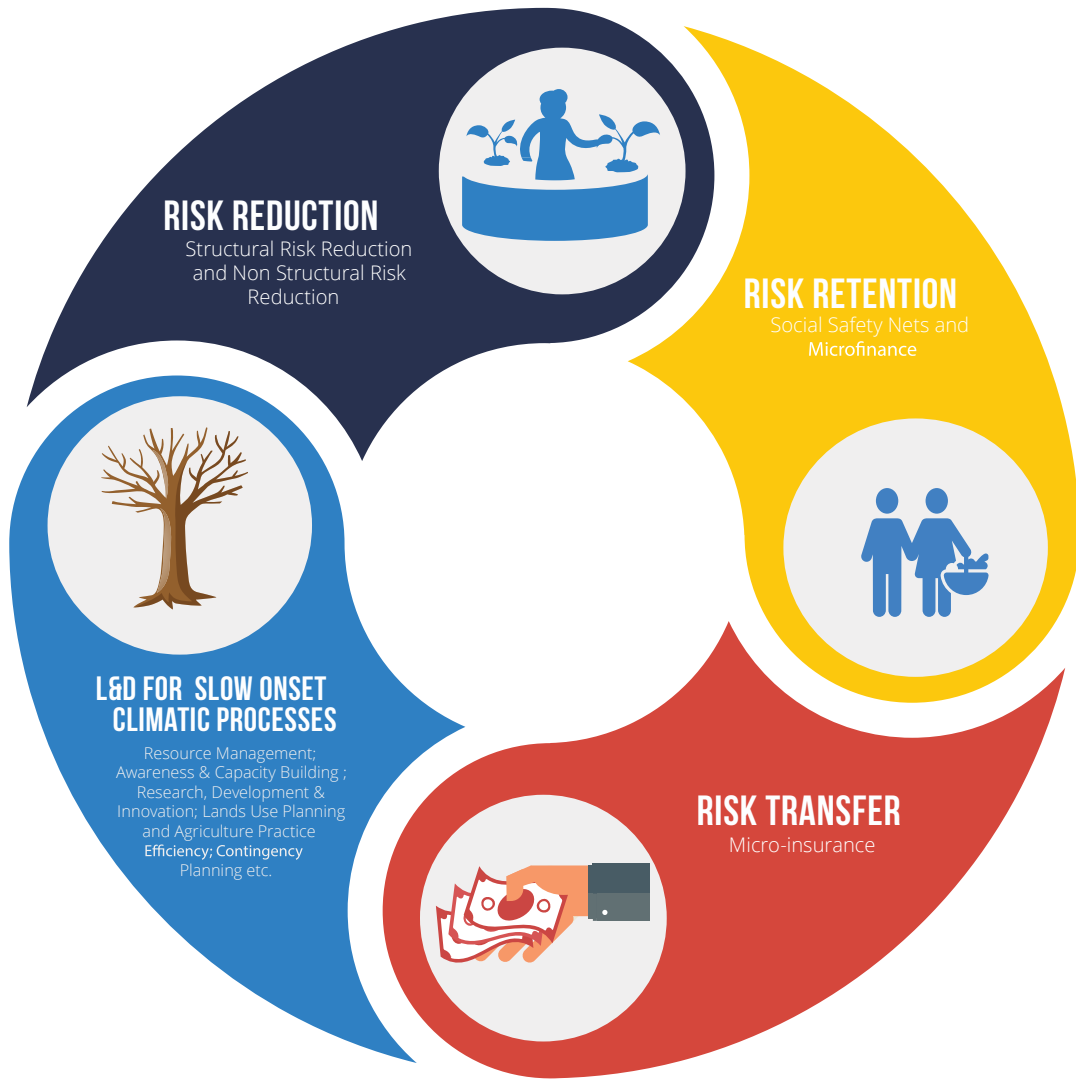 RISK REDUCTION
Structural Risk Reduction
and Non Structural Risk
Reduction
RISK RETENTION
Social Safety Nets and
Microfinance
RISK TRANSFER
Micro-insurance
L&D FOR SLOW ONSET
CLIMATIC PROCESSES
Resource Management;
Awareness & Capacity Building ;
Research, Development &
Innovation; Lands Use Planning
and Agriculture Practice
Efficiency; Contingency
Planning etc.